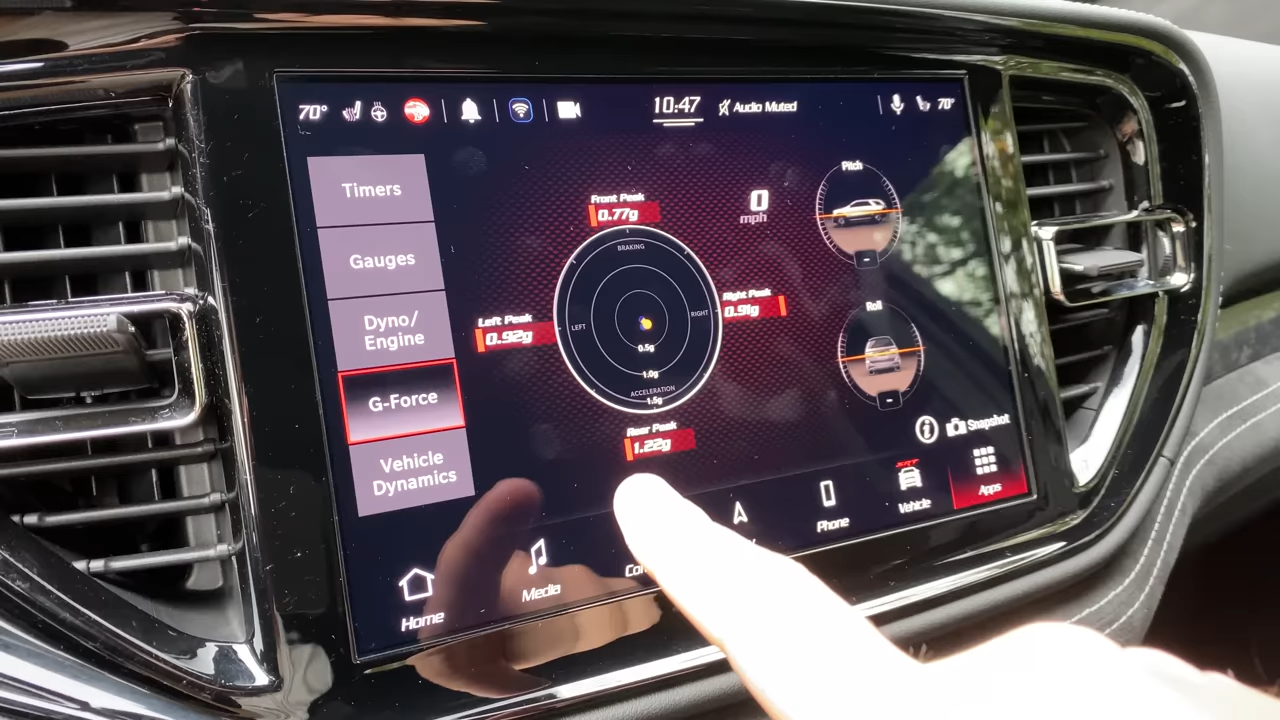 70°
10:47
Audio Muted
70°
Timers
Gauges
Dyno/
Engine
G-Force
Vehicle
Dynamics
Front Peak
0.77g
0
mph
BRAKING
Left Peak
0.92g
LEFT
RIGHT
Right Peak
0.91g
0.5g
1.0g
ACCELERATION
1.5g
Rear Peak
1.22g
Pitch
-
Roll
-
Snapshot
Home
Media
Phone
SRT
Vehicle
Apps